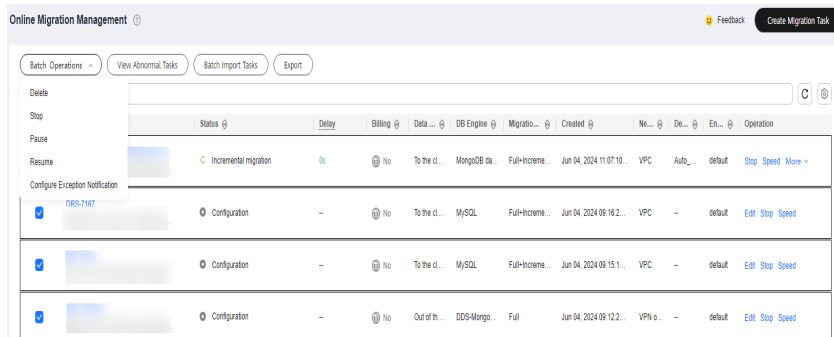 Online Migration Management
Feedback
Create Migration Task
Batch Operations
View Abnormal Tasks
Batch Import Tasks
Export
Delete
Stop
Pause
Resume
Configure Exception Notification
Status Delay Billing Data ... DB Engine Migratio... Created Ne... De... En... Operation
Incremental migration 0s No To the cl... MongoDB da... Full+Increme... Jun 04, 2024 11:07:10... VPC Auto_... default Stop Speed More
DRS-7167
Configuration -- No To the cl... MySQL Full+Increme... Jun 04, 2024 09:16:2... VPC -- default Edit Stop Speed
Configuration -- No To the cl... MySQL Full+Increme... Jun 04, 2024 09:15:1... VPC -- default Edit Stop Speed
Configuration -- No Out of th... DDS-Mongo... Full Jun 04, 2024 09:12:2... VPN o... -- default Edit Stop Speed